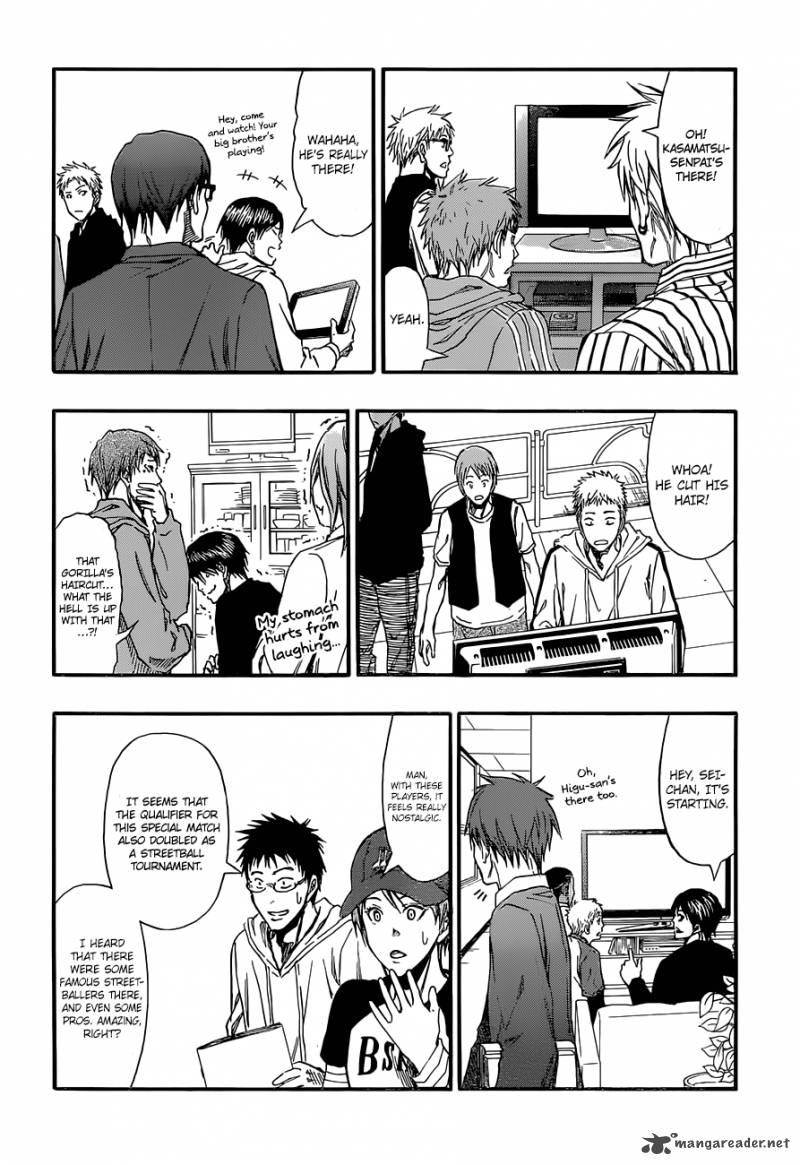 OH!
KASAMATSU-
SENPAI'S
THERE!
YEAH.
WAHAHA,
HE'S REALLY
THERE!
Hey, come
and watch! Your
big brother's
playing!
WHOA!
HE CUT HIS
HAIR!
THAT
GORILLA'S
HAIRCUT...
WHAT THE
HELL IS UP
WITH THAT
...?!
My stomach
hurts from
laughing...
HEY, SEI-
CHAN, IT'S
STARTING.
Oh,
Higu-san's
there too.
MAN,
WITH THESE
PLAYERS, IT
FEELS REALLY
NOSTALGIC.
IT SEEMS THAT
THE QUALIFIER FOR
THIS SPECIAL MATCH
ALSO DOUBLED AS
A STREETBALL
TOURNAMENT.
I HEARD
THAT THERE
WERE SOME
FAMOUS STREET-
BALLERS THERE,
AND EVEN SOME
PROS. AMAZING,
RIGHT?
mangareader.net